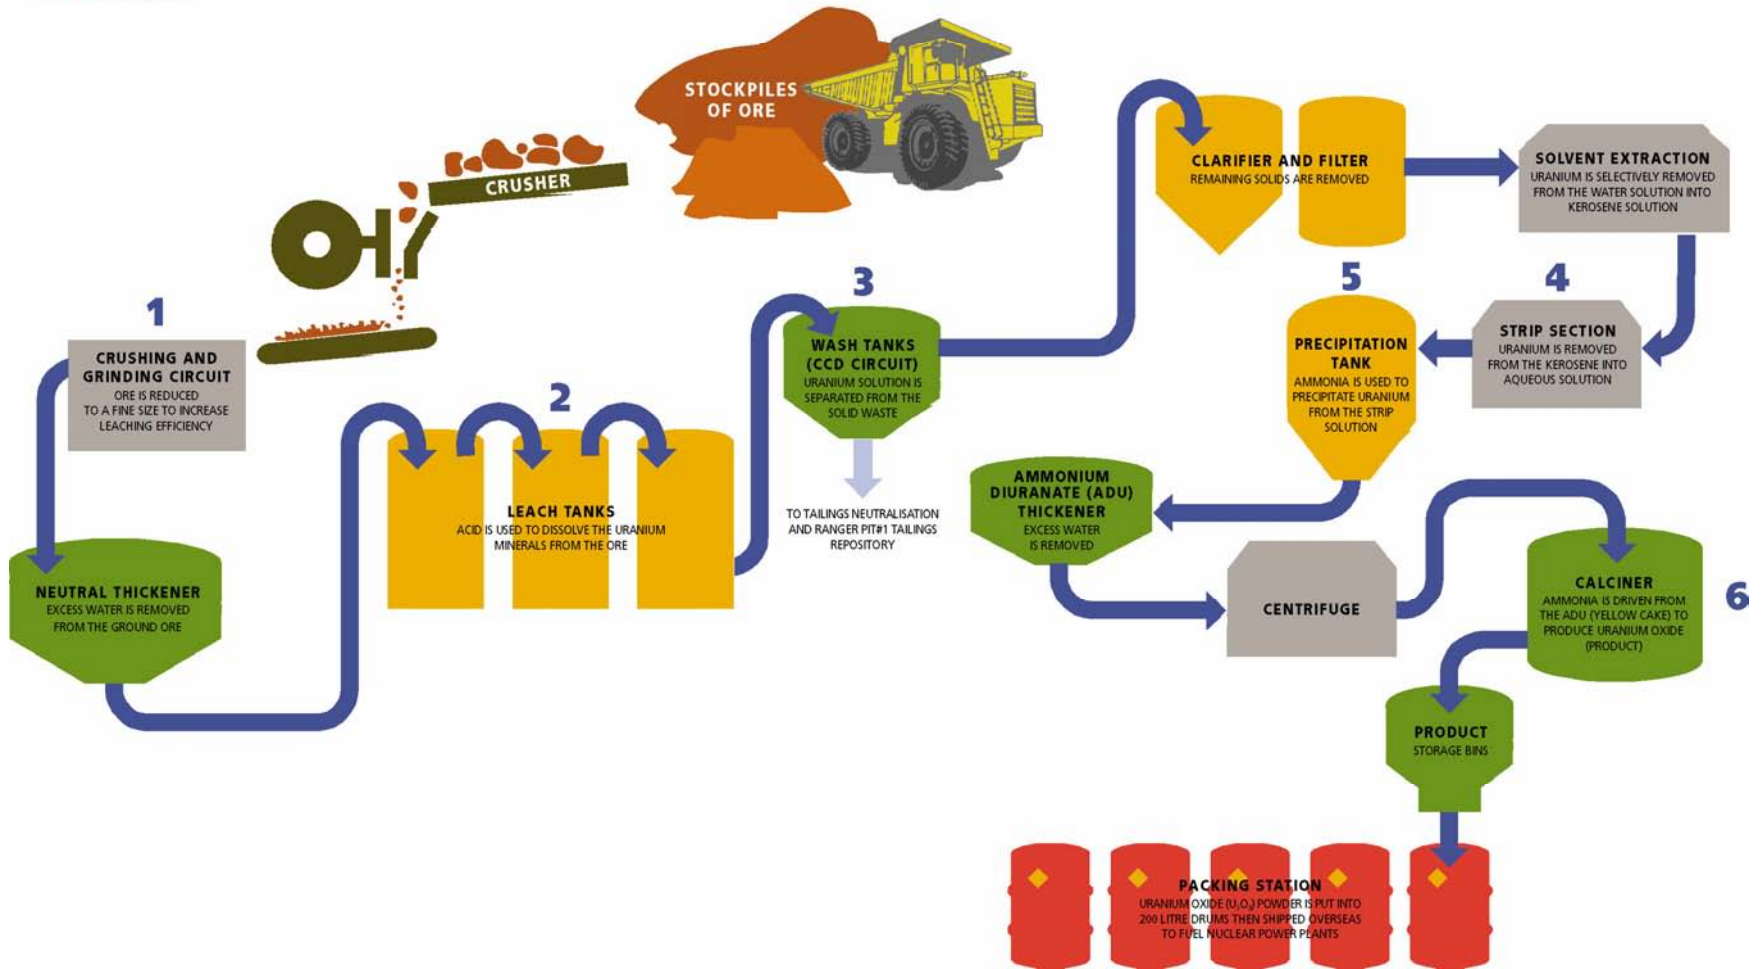 STOCKPILES
OF ORE
CRUSHER
1
CRUSHING AND
GRINDING CIRCUIT
ORE IS REDUCED
TO A FINE SIZE TO INCREASE
LEACHING EFFICIENCY
NEUTRAL THICKENER
EXCESS WATER IS REMOVED
FROM THE GROUND ORE
2
LEACH TANKS
ACID IS USED TO DISSOLVE THE URANIUM
MINERALS FROM THE ORE
3
WASH TANKS
(CCD CIRCUIT)
URANIUM SOLUTION IS
SEPARATED FROM THE
SOLID WASTE
TO TAILINGS NEUTRALISATION
AND RANGER PIT#1 TAILINGS
REPOSITORY
CLARIFIER AND FILTER
REMAINING SOLIDS ARE REMOVED
SOLVENT EXTRACTION
URANIUM IS SELECTIVELY REMOVED
FROM THE WATER SOLUTION INTO
KEROSENE SOLUTION
4
STRIP SECTION
URANIUM IS REMOVED
FROM THE KEROSENE INTO
AQUEOUS SOLUTION
5
PRECIPITATION
TANK
AMMONIA IS USED TO
PRECIPITATE URANIUM
FROM THE STRIP
SOLUTION
AMMONIUM
DIURANATE (ADU)
THICKENER
EXCESS WATER
IS REMOVED
CENTRIFUGE
6
CALCINER
AMMONIA IS DRIVEN FROM
THE ADU (YELLOW CAKE) TO
PRODUCE URANIUM OXIDE
(PRODUCT)
PRODUCT
STORAGE BINS
PACKING STATION
URANIUM OXIDE (U₃O₈) POWDER IS PUT INTO
200 LITRE DRUMS THEN SHIPPED OVERSEAS
TO FUEL NUCLEAR POWER PLANTS